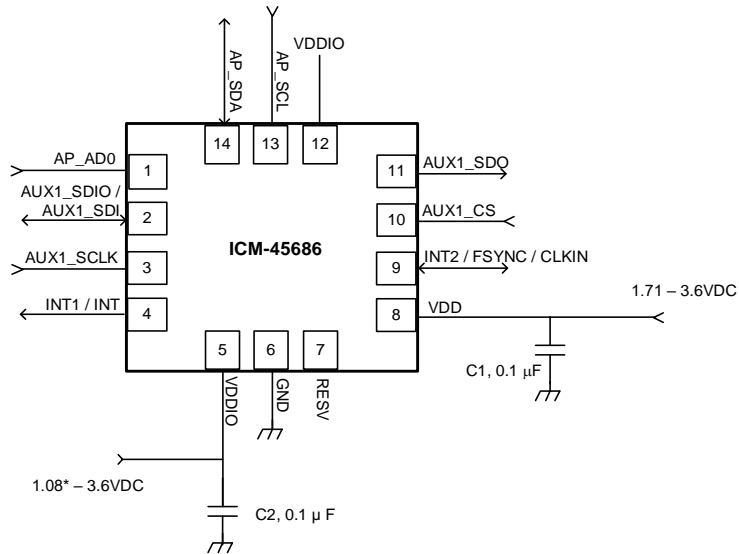 AP_SDA
AP_SCL
VDDIO
14
13
12
AP_AD0
1
11
AUX1_SDO
AUX1_SDIO /
AUX1_SDI
2
10
AUX1_CS
ICM-45686
AUX1_SCLK
3
9
INT2 / FSYNC / CLKIN
1.71 – 3.6VDC
INT1 / INT
4
8
VDD
5
6
7
C1, 0.1 μF
VDDIO
GND
RESV
1.08* – 3.6VDC
C2, 0.1 μ F